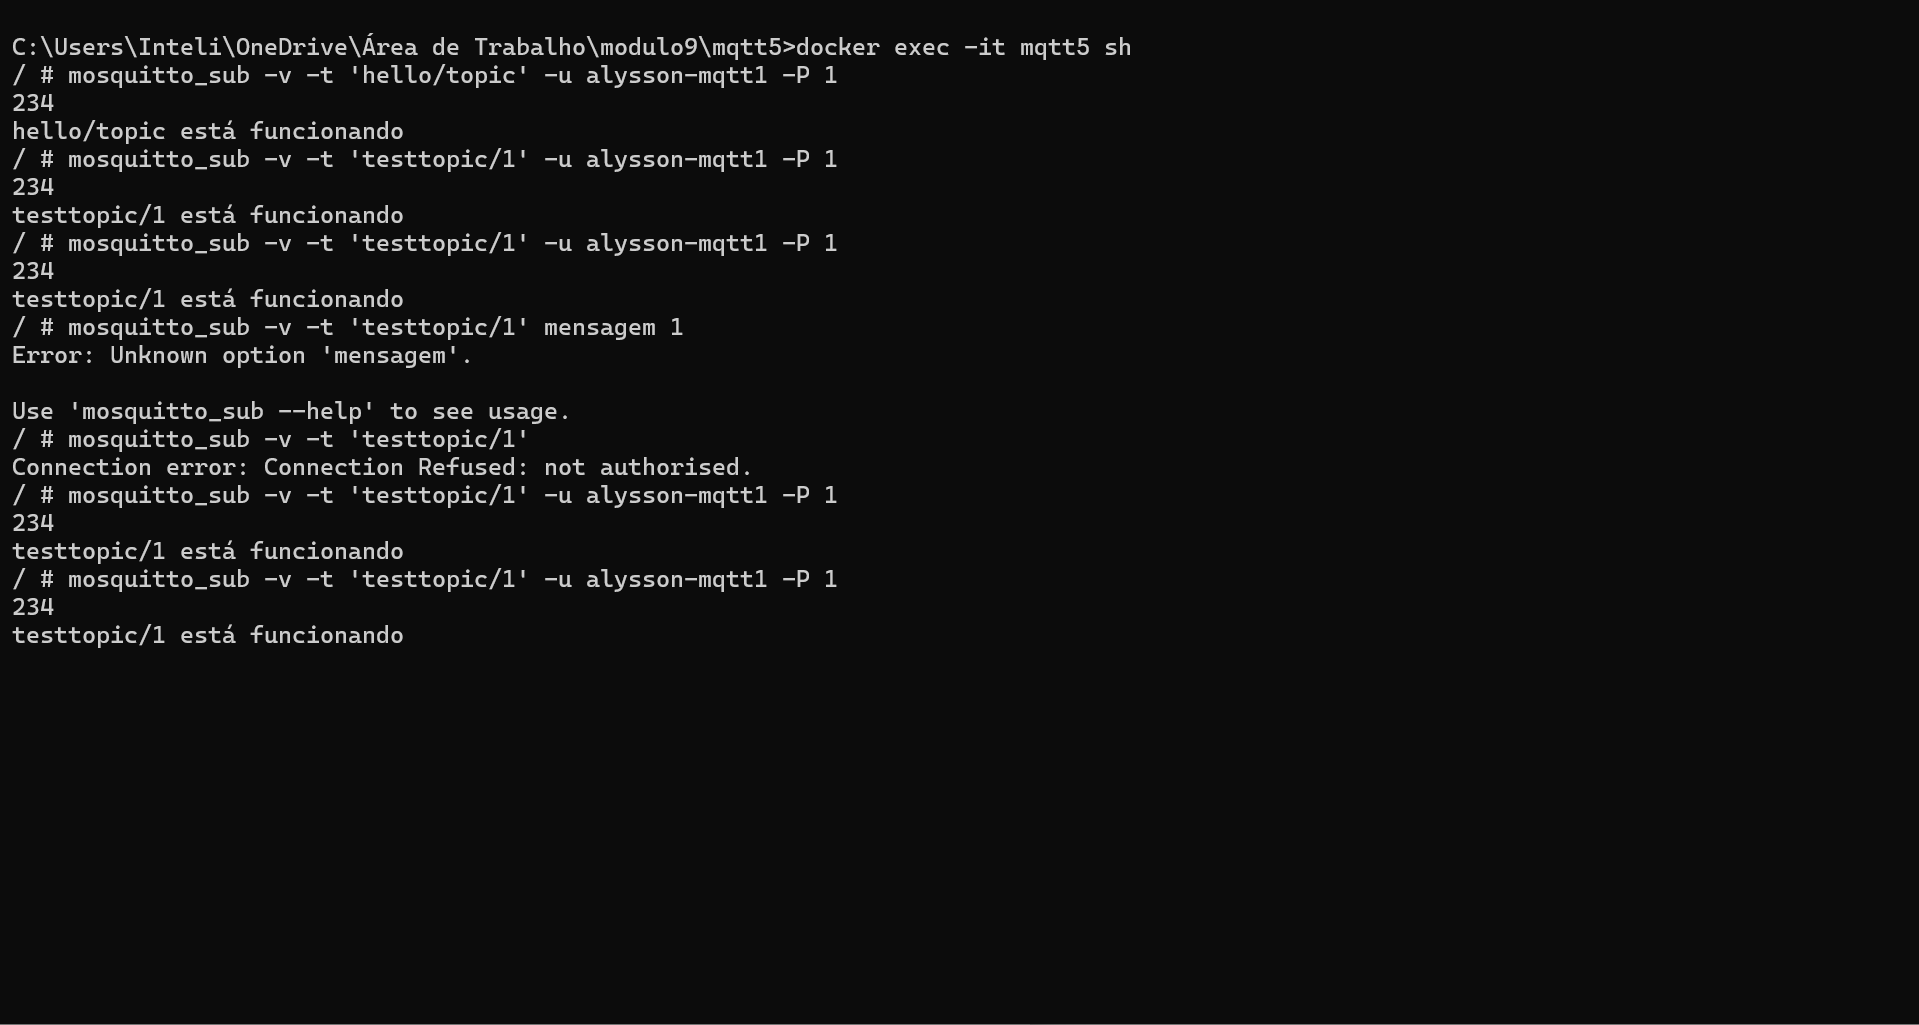 C:\Users\Inteli\OneDrive\Área de Trabalho\modulo9\mqtt5>docker exec -it mqtt5 sh
/ # mosquitto_sub -v -t 'hello/topic' -u alysson-mqtt1 -P 1
234
hello/topic está funcionando
/ # mosquitto_sub -v -t 'testtopic/1' -u alysson-mqtt1 -P 1
234
testtopic/1 está funcionando
/ # mosquitto_sub -v -t 'testtopic/1' -u alysson-mqtt1 -P 1
234
testtopic/1 está funcionando
/ # mosquitto_sub -v -t 'testtopic/1' mensagem 1
Error: Unknown option 'mensagem'.

Use 'mosquitto_sub --help' to see usage.
/ # mosquitto_sub -v -t 'testtopic/1'
Connection error: Connection Refused: not authorised.
/ # mosquitto_sub -v -t 'testtopic/1' -u alysson-mqtt1 -P 1
234
testtopic/1 está funcionando
/ # mosquitto_sub -v -t 'testtopic/1' -u alysson-mqtt1 -P 1
234
testtopic/1 está funcionando